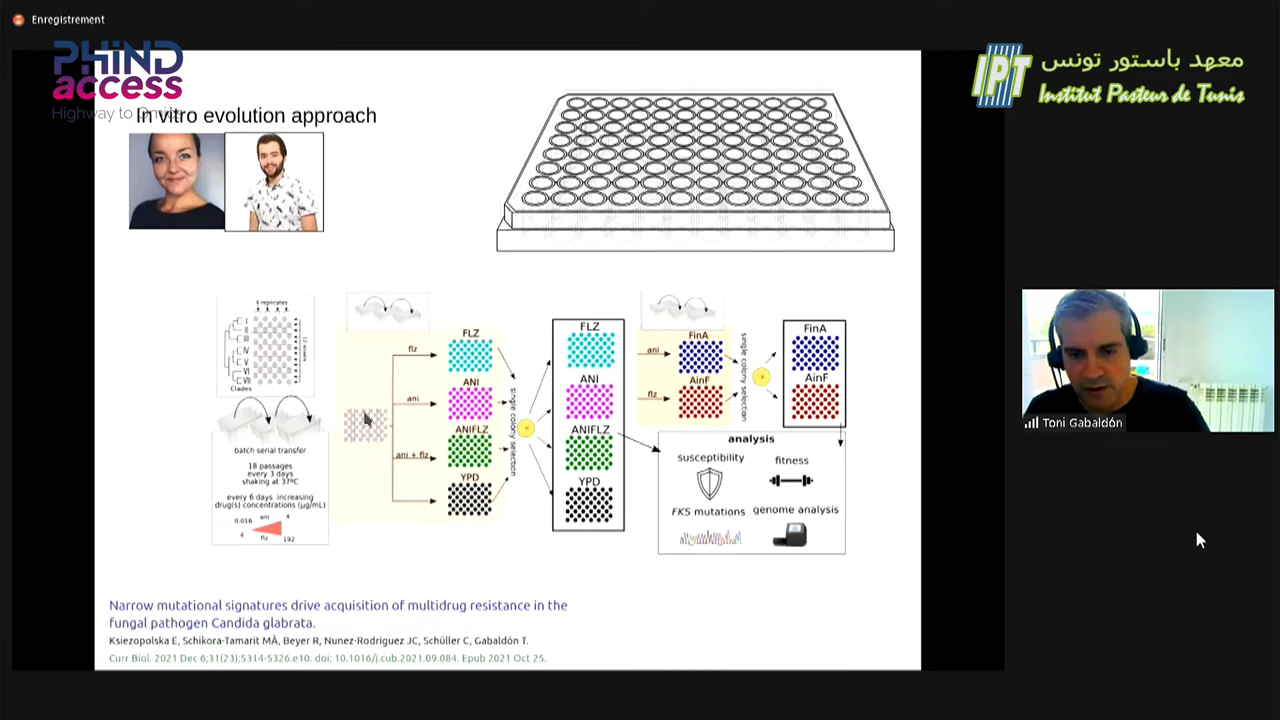 Enregistrement
PHIND
access
Highway to Omics
معهد باستور تونس
IPT
Institut Pasteur de Tunis
In vitro evolution approach
4 replicates
I
II
III
IV
V
VI
VII
Clades
12 strains
batch serial transfer
18 passages
every 3 days
shaking at 37ºC
every 6 days increasing
drug(s) concentrations (µg/mL)
0.016 ani 4
4 flz 192
flz
ani
ani + flz
FLZ
ANI
ANIFLZ
YPD
single colony selection
FLZ
ANI
ANIFLZ
YPD
ani
flz
FinA
AinF
single colony selection
FinA
AinF
analysis
susceptibility
fitness
FKS mutations
genome analysis
Toni Gabaldón
Narrow mutational signatures drive acquisition of multidrug resistance in the
fungal pathogen Candida glabrata.
Ksiezopolska E, Schikora-Tamarit MÀ, Beyer R, Nunez-Rodriguez JC, Schüller C, Gabaldón T.
Curr Biol. 2021 Dec 6;31(23):5314-5326.e10. doi: 10.1016/j.cub.2021.09.084. Epub 2021 Oct 25.